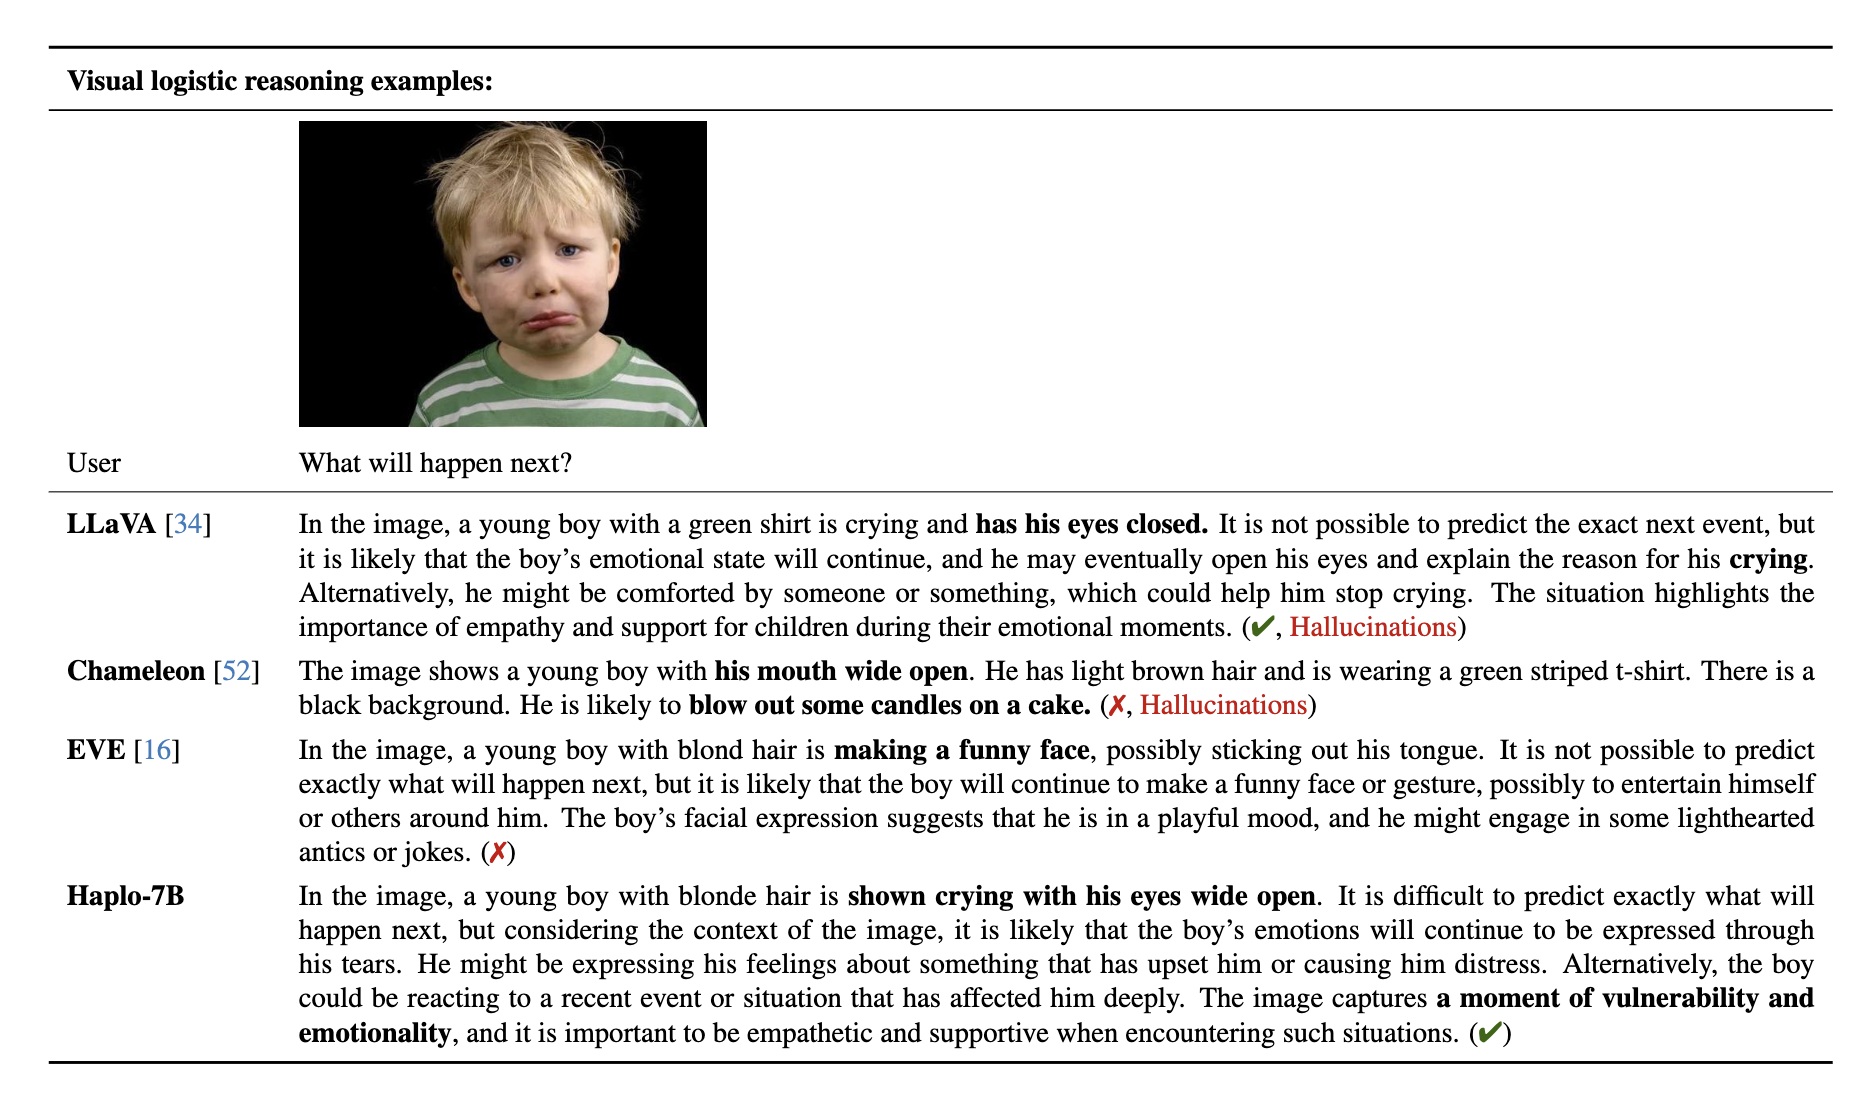 Visual logistic reasoning examples:
User What will happen next?
LLaVA [34] In the image, a young boy with a green shirt is crying and has his eyes closed. It is not possible to predict the exact next event, but
it is likely that the boy’s emotional state will continue, and he may eventually open his eyes and explain the reason for his crying.
Alternatively, he might be comforted by someone or something, which could help him stop crying. The situation highlights the
importance of empathy and support for children during their emotional moments. (✔, Hallucinations)
Chameleon [52] The image shows a young boy with his mouth wide open. He has light brown hair and is wearing a green striped t-shirt. There is a
black background. He is likely to blow out some candles on a cake. (✗, Hallucinations)
EVE [16] In the image, a young boy with blond hair is making a funny face, possibly sticking out his tongue. It is not possible to predict
exactly what will happen next, but it is likely that the boy will continue to make a funny face or gesture, possibly to entertain himself
or others around him. The boy’s facial expression suggests that he is in a playful mood, and he might engage in some lighthearted
antics or jokes. (✗)
Haplo-7B In the image, a young boy with blonde hair is shown crying with his eyes wide open. It is difficult to predict exactly what will
happen next, but considering the context of the image, it is likely that the boy’s emotions will continue to be expressed through
his tears. He might be expressing his feelings about something that has upset him or causing him distress. Alternatively, the boy
could be reacting to a recent event or situation that has affected him deeply. The image captures a moment of vulnerability and
emotionality, and it is important to be empathetic and supportive when encountering such situations. (✔)